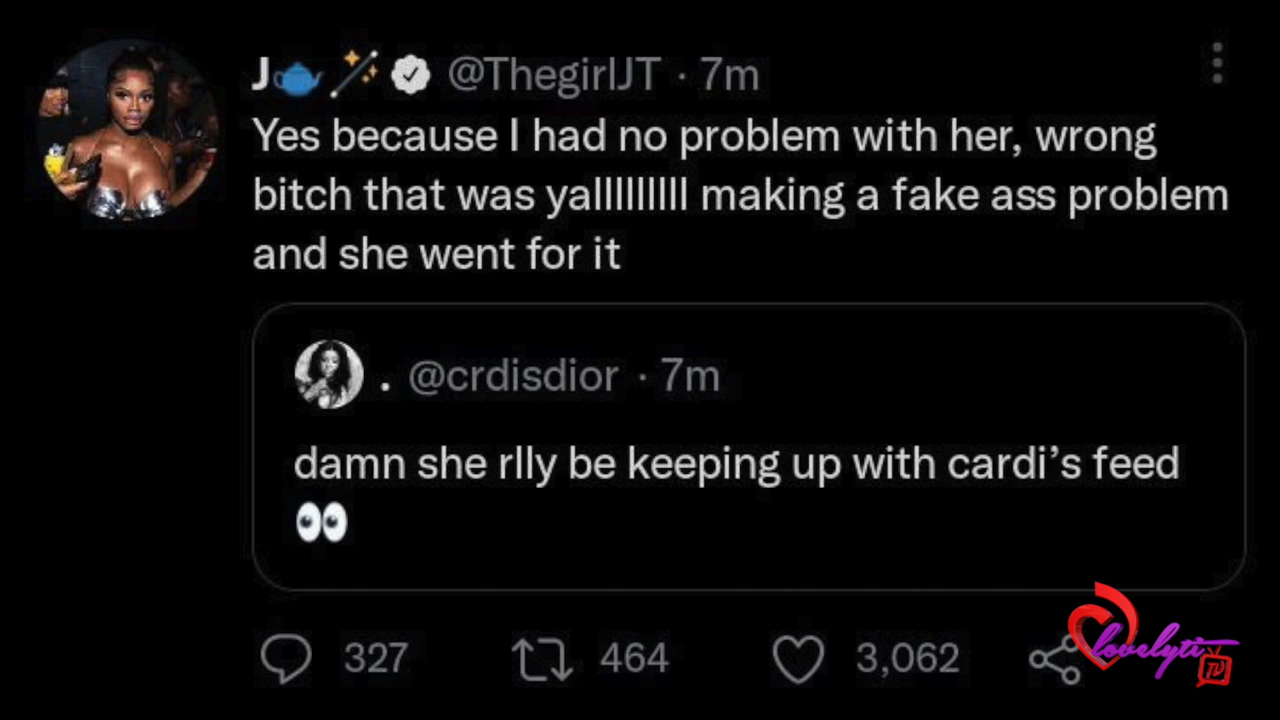 J🫖🪄 @ThegirlJT · 7m
Yes because I had no problem with her, wrong
bitch that was yalllllllll making a fake ass problem
and she went for it
. @crdisdior · 7m
damn she rlly be keeping up with cardi’s feed
👀
327 464 3,062
lovelyti TV